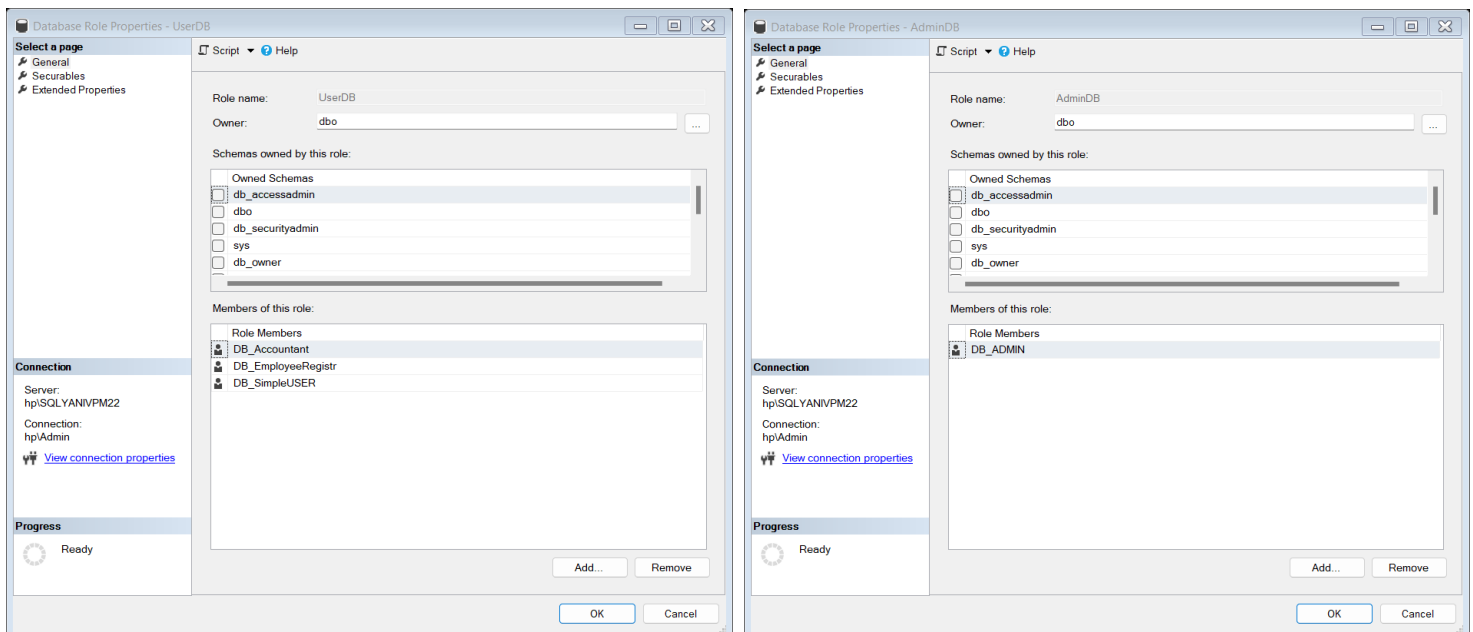 Database Role Properties - UserDB
Select a page
General
Securables
Extended Properties
Script
Help
Role name: UserDB
Owner: dbo
...
Schemas owned by this role:
Owned Schemas
db_accessadmin
dbo
db_securityadmin
sys
db_owner
Members of this role:
Role Members
DB_Accountant
DB_EmployeeRegistr
DB_SimpleUSER
Connection
Server:
hp\SQLYANIVPM22
Connection:
hp\Admin
View connection properties
Progress
Ready
Add... Remove
OK Cancel
Database Role Properties - AdminDB
Select a page
General
Securables
Extended Properties
Script
Help
Role name: AdminDB
Owner: dbo
...
Schemas owned by this role:
Owned Schemas
db_accessadmin
dbo
db_securityadmin
sys
db_owner
Members of this role:
Role Members
DB_ADMIN
Connection
Server:
hp\SQLYANIVPM22
Connection:
hp\Admin
View connection properties
Progress
Ready
Add... Remove
OK Cancel